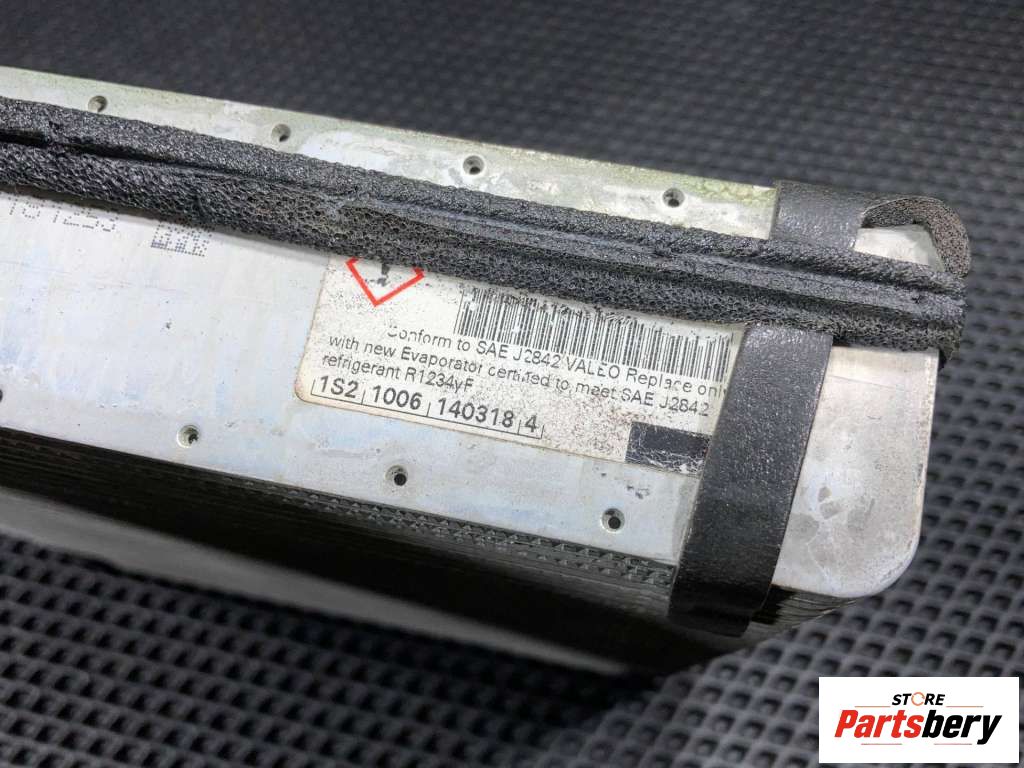 Conform to SAE J2842 VALEO Replace only
with new Evaporator certified to meet SAE J2842
refrigerant R1234yF
1S2 1006 140318 4
STORE
Partsbery